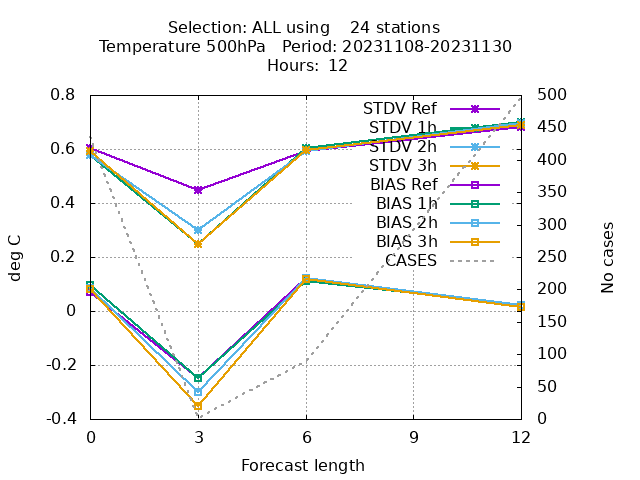 Selection: ALL using 24 stations
Temperature 500hPa Period: 20231108-20231130
Hours: 12
0.8
0.6
0.4
0.2
0
-0.2
-0.4
deg C
STDV Ref
STDV 1h
STDV 2h
STDV 3h
BIAS Ref
BIAS 1h
BIAS 2h
BIAS 3h
CASES
500
450
400
350
300
250
200
150
100
50
0
No cases
0 3 6 9 12
Forecast length